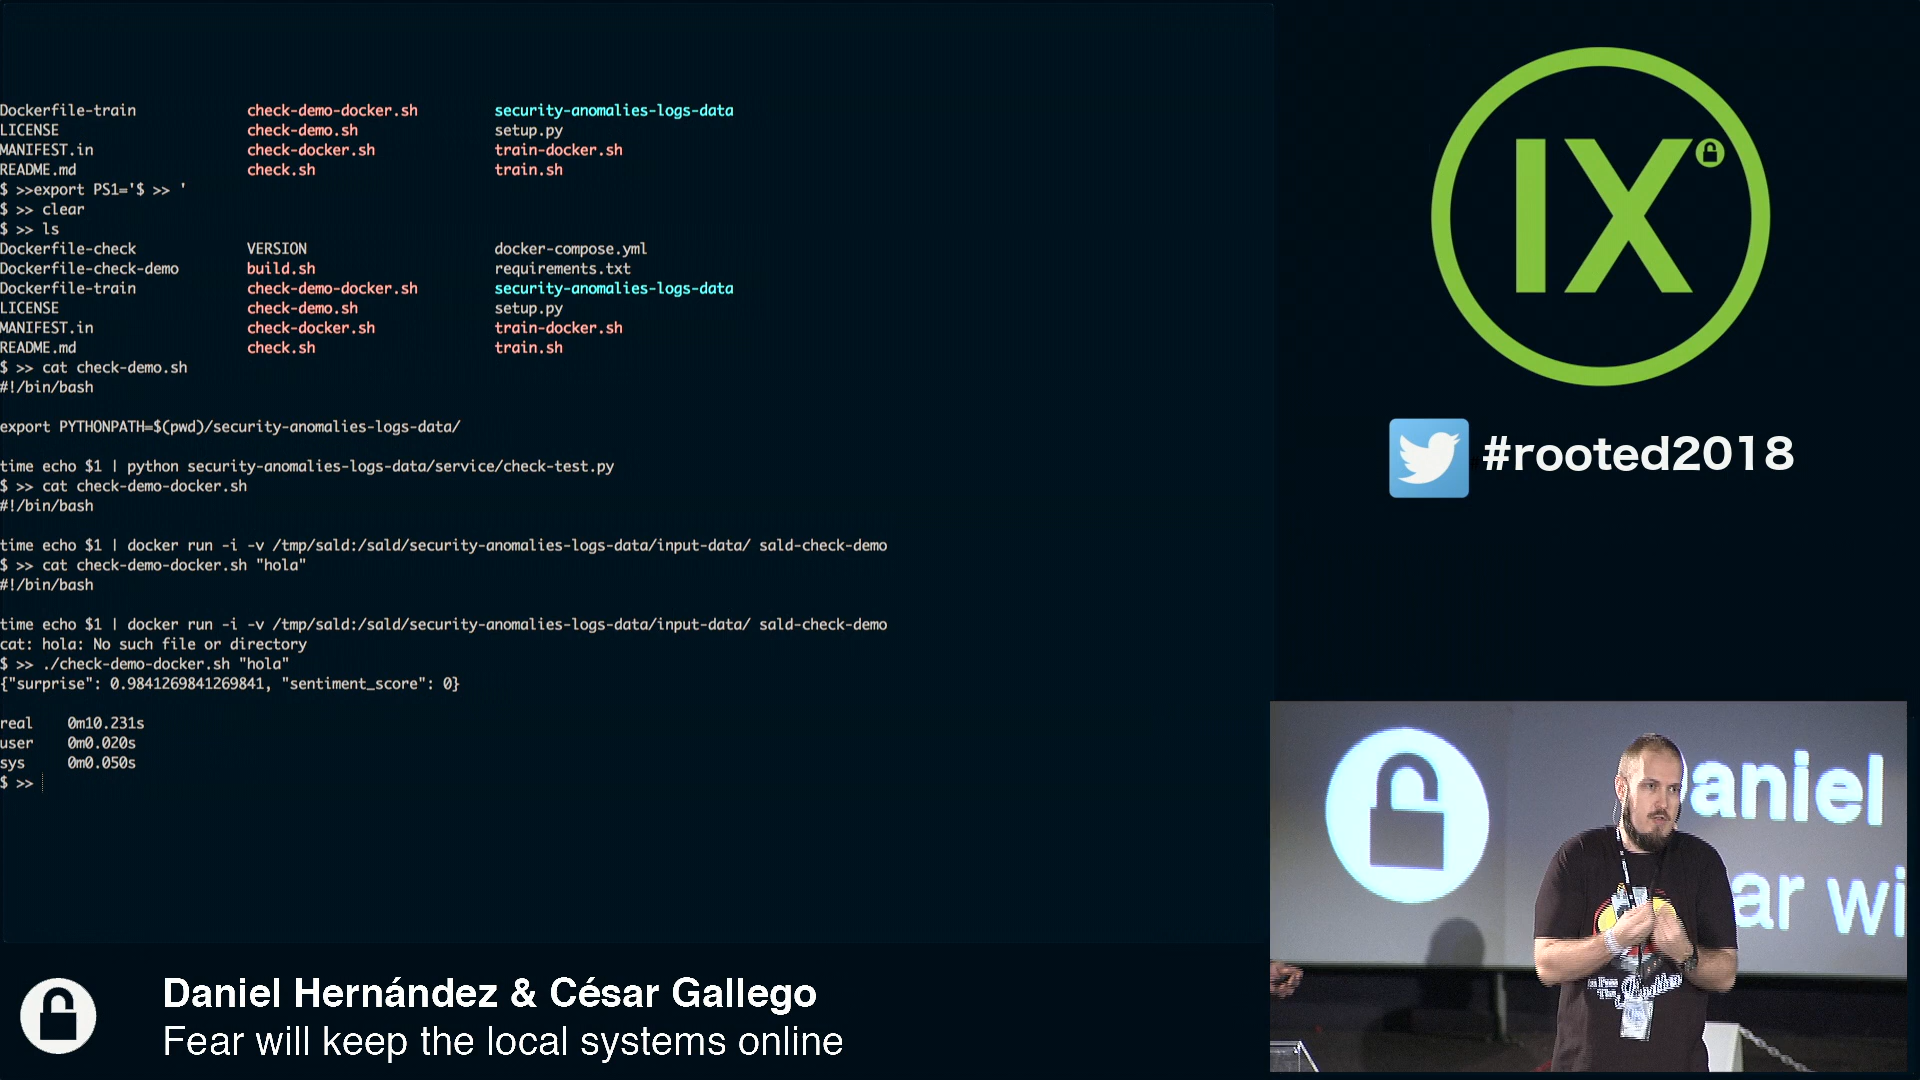 Dockerfile-train check-demo-docker.sh security-anomalies-logs-data
LICENSE check-demo.sh setup.py
MANIFEST.in check-docker.sh train-docker.sh
README.md check.sh train.sh
$ >>export PS1='$ >> '
$ >> clear
$ >> ls
Dockerfile-check VERSION docker-compose.yml
Dockerfile-check-demo build.sh requirements.txt
Dockerfile-train check-demo-docker.sh security-anomalies-logs-data
LICENSE check-demo.sh setup.py
MANIFEST.in check-docker.sh train-docker.sh
README.md check.sh train.sh
$ >> cat check-demo.sh
#!/bin/bash
export PYTHONPATH=$(pwd)/security-anomalies-logs-data/
time echo $1 | python security-anomalies-logs-data/service/check-test.py
$ >> cat check-demo-docker.sh
#!/bin/bash
time echo $1 | docker run -i -v /tmp/sald:/sald/security-anomalies-logs-data/input-data/ sald-check-demo
$ >> cat check-demo-docker.sh "hola"
#!/bin/bash
time echo $1 | docker run -i -v /tmp/sald:/sald/security-anomalies-logs-data/input-data/ sald-check-demo
cat: hola: No such file or directory
$ >> ./check-demo-docker.sh "hola"
{"surprise": 0.9841269841269841, "sentiment_score": 0}
real 0m10.231s
user 0m0.020s
sys 0m0.050s
$ >>
IX
#rooted2018
aniel
ar wi
Daniel Hernández & César Gallego
Fear will keep the local systems online